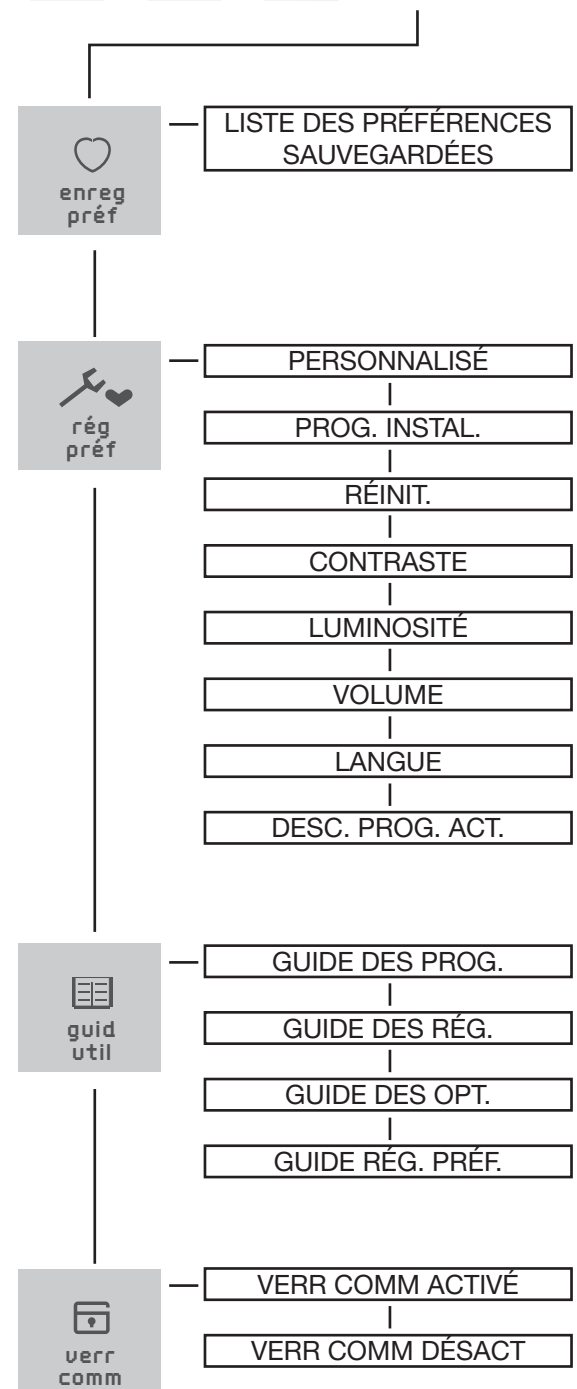 enreg
préf
LISTE DES PRÉFÉRENCES
SAUVEGARDÉES
rég
préf
PERSONNALISÉ
PROG. INSTAL.
RÉINIT.
CONTRASTE
LUMINOSITÉ
VOLUME
LANGUE
DESC. PROG. ACT.
guid
util
GUIDE DES PROG.
GUIDE DES RÉG.
GUIDE DES OPT.
GUIDE RÉG. PRÉF.
verr
comm
VERR COMM ACTIVÉ
VERR COMM DÉSACT